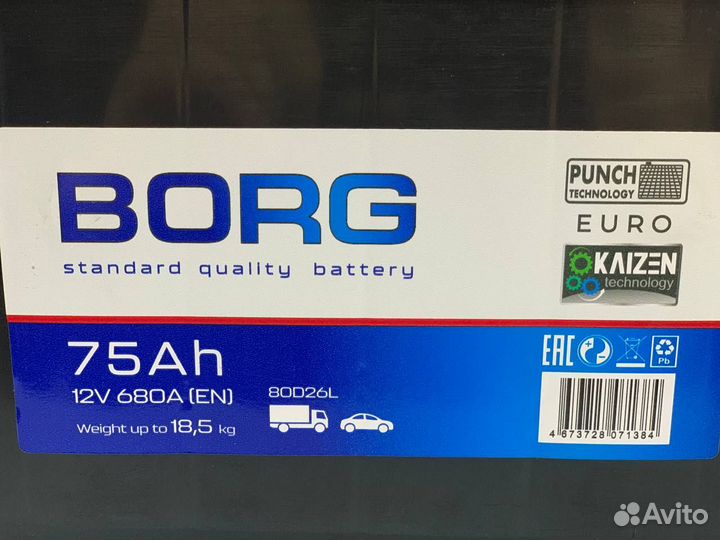 BORG
standard quality battery
PUNCH
TECHNOLOGY
EURO
KAIZEN
technology
75Ah
12V 680A (EN)
Weight up to 18,5 kg
80D26L
EAC
Pb
4 673728 071384
Avito